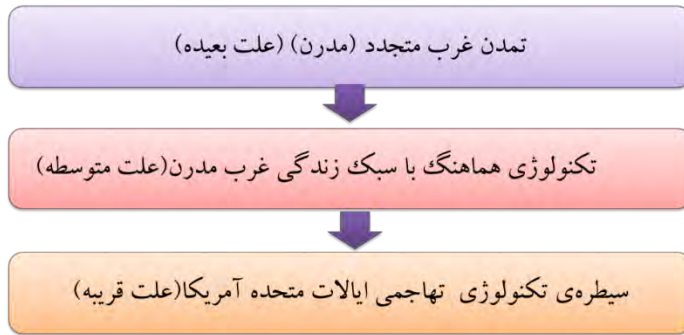 تمدن غرب متجدد (مدرن) (علت بعیده)
تکنولوژی هماهنگ با سبک زندگی غرب مدرن(علت متوسطه)
سیطره‌ی تکنولوژی تهاجمی ایالات متحده آمریکا(علت قریبه)